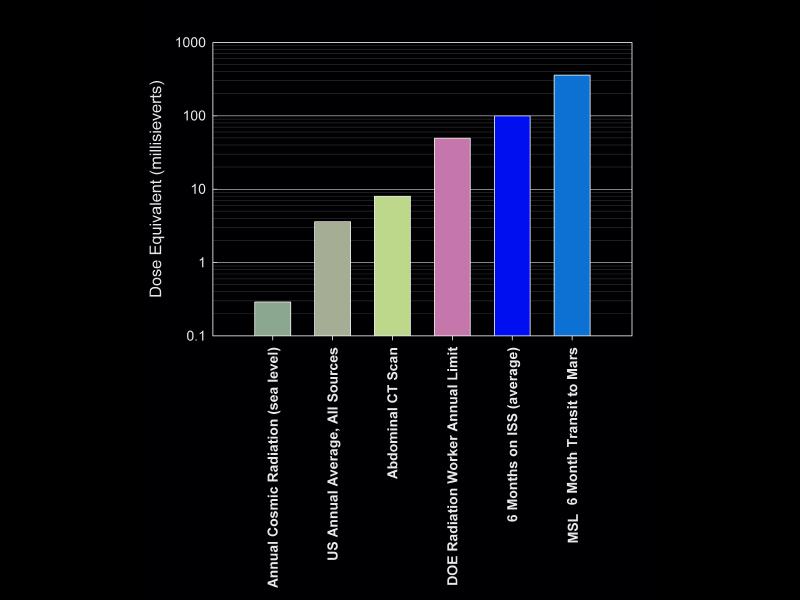 Dose Equivalent (millisieverts)
1000
100
10
1
0.1
Annual Cosmic Radiation (sea level)
US Annual Average, All Sources
Abdominal CT Scan
DOE Radiation Worker Annual Limit
6 Months on ISS (average)
MSL  6 Month Transit to Mars